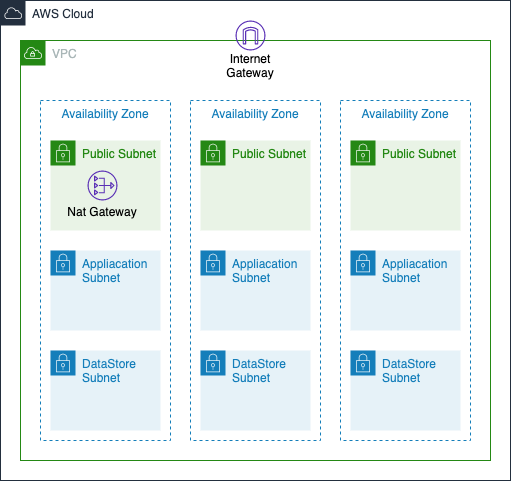 AWS Cloud
Internet
Gateway
VPC
Availability Zone
Availability Zone
Availability Zone
Public Subnet
Public Subnet
Public Subnet
Nat Gateway
Appliacation
Subnet
Appliacation
Subnet
Appliacation
Subnet
DataStore
Subnet
DataStore
Subnet
DataStore
Subnet